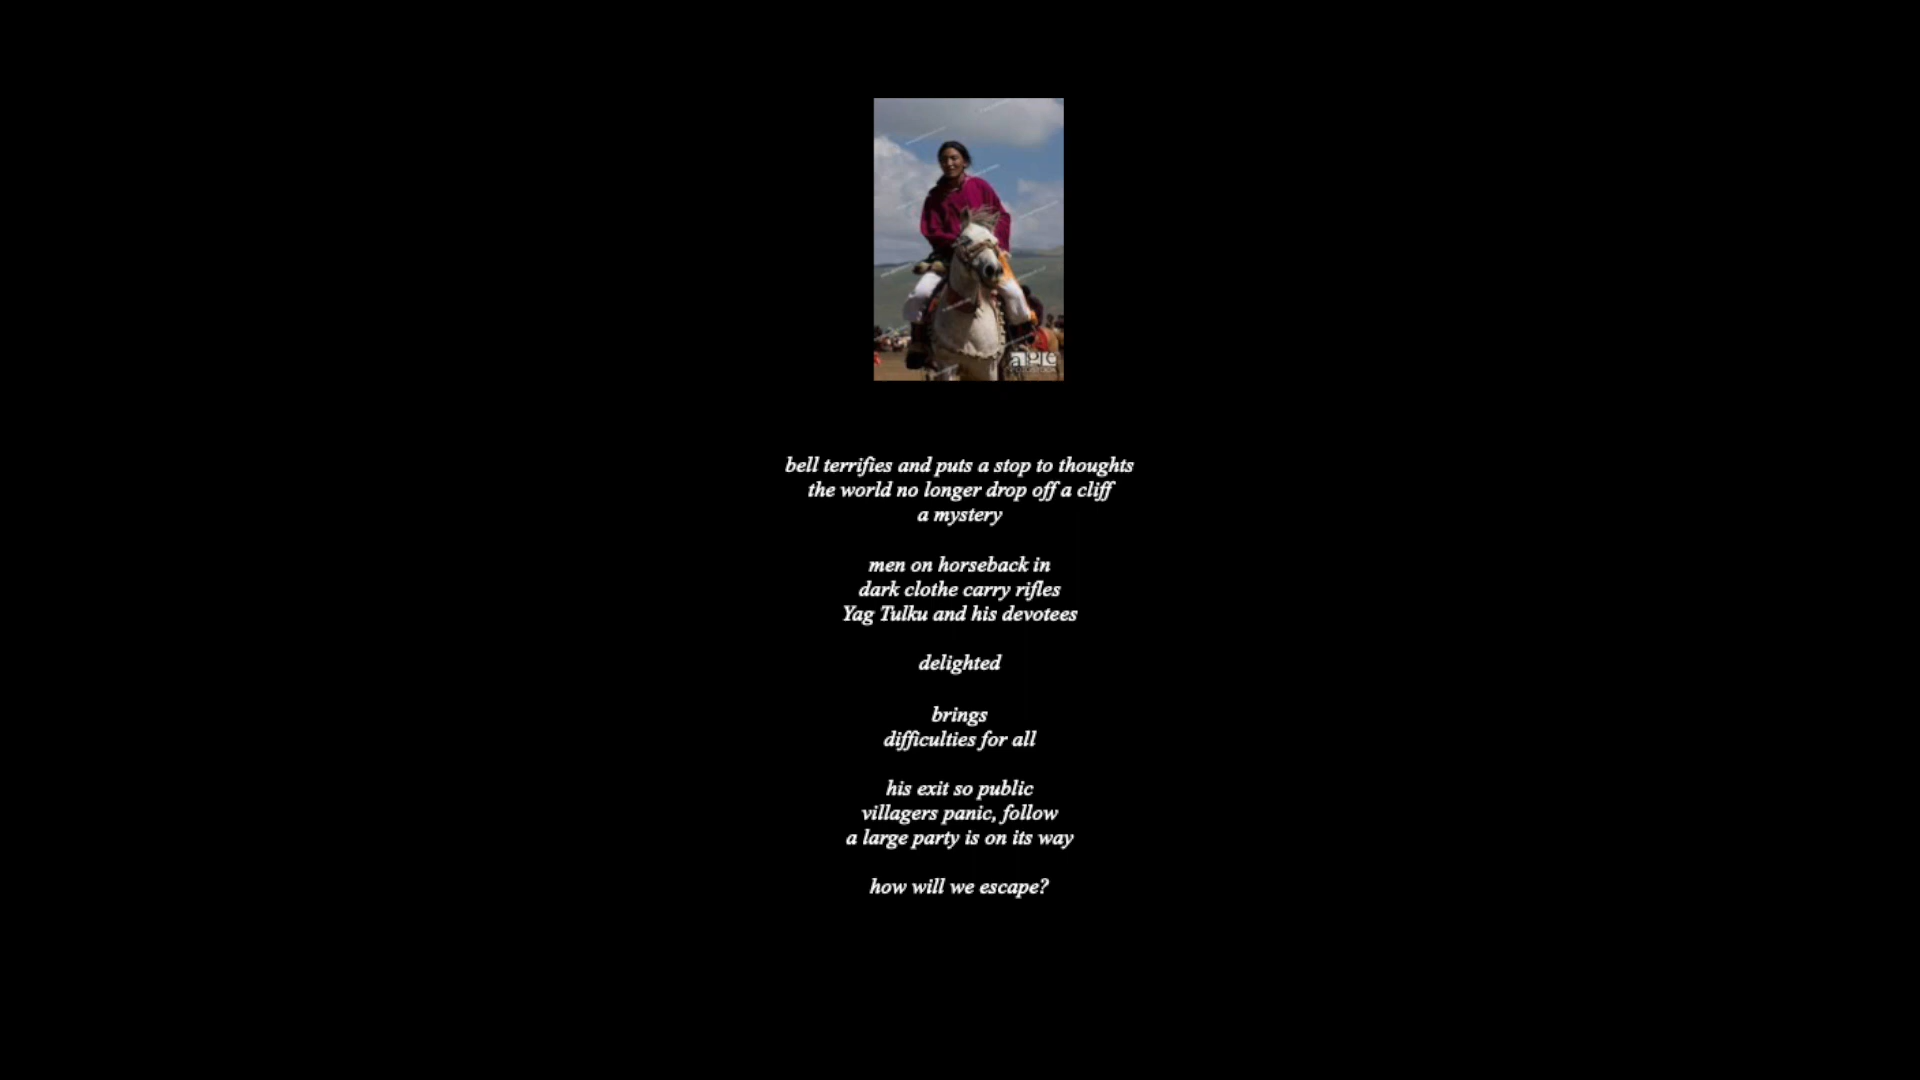 bell terrifies and puts a stop to thoughts
the world no longer drop off a cliff
a mystery
men on horseback in
dark clothe carry rifles
Yag Tulku and his devotees
delighted
brings
difficulties for all
his exit so public
villagers panic, follow
a large party is on its way
how will we escape?